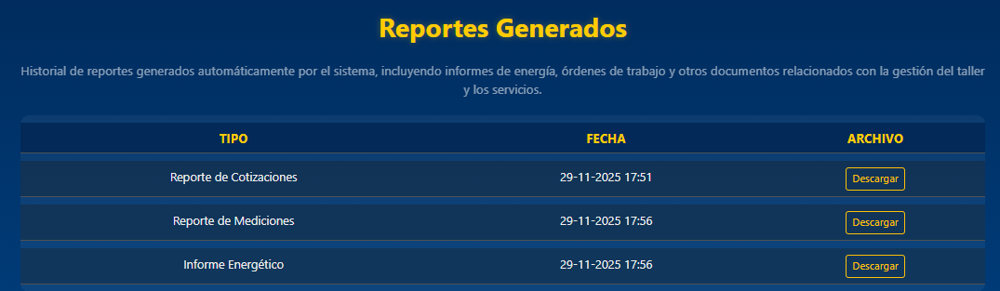 Reportes Generados
Historial de reportes generados automáticamente por el sistema, incluyendo informes de energía, órdenes de trabajo y otros documentos relacionados con la gestión del taller
y los servicios.
TIPO FECHA ARCHIVO
Reporte de Cotizaciones 29-11-2025 17:51 Descargar
Reporte de Mediciones 29-11-2025 17:56 Descargar
Informe Energético 29-11-2025 17:56 Descargar